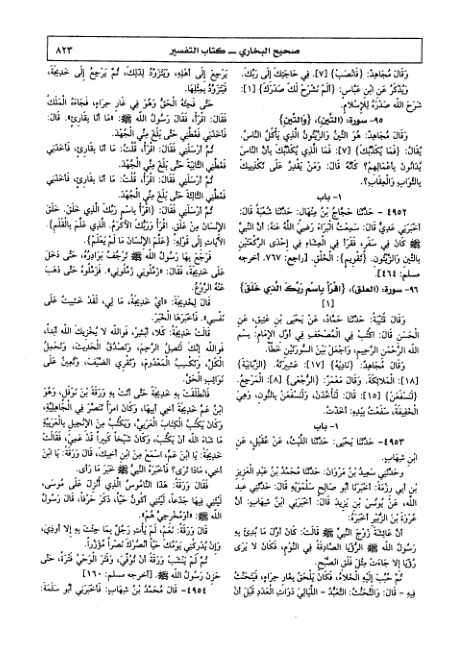 صحيح البخاري ــ كتاب التفسير
٨٢٣
وَقَالَ مُجَاهِدٌ: {فَانْصَبْ} [٧]. فِي حَاجَتِكَ إِلَى رَبِّكَ.
وَيُذْكَرُ عَنِ ابْنِ عَبَّاسٍ: {أَلَمْ نَشْرَحْ لَكَ صَدْرَكَ} [١]:
شَرَحَ اللهُ صَدْرَهُ لِلْإِسْلَامِ.
٩٥- سورة: (التِّينِ)، {وَالتِّينِ}
وَقَالَ مُجَاهِدٌ: هُوَ التِّينُ وَالزَّيْتُونُ الَّذِي يَأْكُلُ النَّاسُ.
يُقَالُ: {فَمَا يُكَذِّبُكَ} [٧]: فَمَا الَّذِي يُكَذِّبُكَ بِأَنَّ النَّاسَ
يُدَانُونَ بِأَعْمَالِهِمْ؟ كَأَنَّهُ قَالَ: وَمَنْ يَقْدِرُ عَلَى تَكْذِيبِكَ
بِالثَّوَابِ وَالْعِقَابِ؟.
١- باب
٤٩٥٢ - حَدَّثَنَا حَجَّاجُ بْنُ مِنْهَالٍ: حَدَّثَنَا شُعْبَةُ قَالَ:
أَخْبَرَنِي عَدِيٌّ قَالَ: سَمِعْتُ الْبَرَاءَ رَضِيَ اللهُ عَنْهُ: أَنَّ النَّبِيَّ
ﷺ كَانَ فِي سَفَرٍ، فَقَرَأَ فِي الْعِشَاءِ فِي إِحْدَى الرَّكْعَتَيْنِ
بِالتِّينِ وَالزَّيْتُونِ. {تَقْوِيمٍ}: الْخَلْقِ. [راجع: ٧٦٧، أخرجه
مسلم: ٤٦٤].
٩٦- سورة: (العلق)، {اقْرَأْ بِاسْمِ رَبِّكَ الَّذِي خَلَقَ}
[١]
وَقَالَ قُتَيْبَةُ: حَدَّثَنَا حَمَّادٌ، عَنْ يَحْيَى بْنِ عَتِيقٍ، عَنِ
الْحَسَنِ قَالَ: اكْتُبْ فِي الْمُصْحَفِ فِي أَوَّلِ الْإِمَامِ: بِسْمِ
اللهِ الرَّحْمَنِ الرَّحِيمِ، وَاجْعَلْ بَيْنَ السُّورَتَيْنِ خَطًّا.
وَقَالَ مُجَاهِدٌ: {نَادِيَهُ} [١٧]: عَشِيرَتَهُ. {الزَّبَانِيَةَ}
[١٨]: الْمَلَائِكَةَ. وَقَالَ مَعْمَرٌ: {الرُّجْعَى} [٨]: الْمَرْجِعُ.
{لَنَسْفَعَنْ} [١٥]: قَالَ: لَنَأْخُذَنْ، وَلَنَسْفَعَنْ بِالنُّونِ، وَهِيَ
الْخَفِيفَةُ، سَفَعْتُ بِيَدِهِ: أَخَذْتُ.
١- باب
٤٩٥٣- حَدَّثَنَا يَحْيَى: حَدَّثَنَا اللَّيْثُ، عَنْ عُقَيْلٍ، عَنِ
ابْنِ شِهَابٍ.
وحَدَّثَنِي سَعِيدُ بْنُ مَرْوَانَ: حَدَّثَنَا مُحَمَّدُ بْنُ عَبْدِ الْعَزِيزِ
بْنِ أَبِي رِزْمَةَ: أَخْبَرَنَا أَبُو صَالِحٍ سَلْمَوَيْهِ قَالَ: حَدَّثَنِي عَبْدُ
اللهِ، عَنْ يُونُسَ بْنِ يَزِيدَ قَالَ: أَخْبَرَنِي ابْنُ شِهَابٍ: أَنَّ
عُرْوَةَ بْنَ الزُّبَيْرِ أَخْبَرَهُ:
أَنَّ عَائِشَةَ زَوْجَ النَّبِيِّ ﷺ قَالَتْ: كَانَ أَوَّلَ مَا بُدِئَ بِهِ
رَسُولُ اللهِ ﷺ الرُّؤْيَا الصَّادِقَةُ فِي النَّوْمِ، فَكَانَ لَا يَرَى
رُؤْيَا إِلَّا جَاءَتْ مِثْلَ فَلَقِ الصُّبْحِ.
ثُمَّ حُبِّبَ إِلَيْهِ الْخَلَاءُ، فَكَانَ يَلْحَقُ بِغَارِ حِرَاءٍ، فَيَتَحَنَّثُ
فِيهِ - قَالَ: وَالتَّحَنُّثُ: التَّعَبُّدُ - اللَّيَالِيَ ذَوَاتِ الْعَدَدِ قَبْلَ أَنْ
يَرْجِعَ إِلَى أَهْلِهِ، وَيَتَزَوَّدُ لِذَلِكَ، ثُمَّ يَرْجِعُ إِلَى خَدِيجَةَ،
فَيَتَزَوَّدُ بِمِثْلِهَا.
حَتَّى فَجِئَهُ الْحَقُّ وَهُوَ فِي غَارِ حِرَاءٍ، فَجَاءَهُ الْمَلَكُ
فَقَالَ: اقْرَأْ، فَقَالَ رَسُولُ اللهِ ﷺ: «مَا أَنَا بِقَارِئٍ». قَالَ:
فَأَخَذَنِي فَغَطَّنِي حَتَّى بَلَغَ مِنِّي الْجُهْدَ.
ثُمَّ أَرْسَلَنِي فَقَالَ: اقْرَأْ، قُلْتُ: مَا أَنَا بِقَارِئٍ، فَأَخَذَنِي
فَغَطَّنِي الثَّانِيَةَ حَتَّى بَلَغَ مِنِّي الْجُهْدَ.
ثُمَّ أَرْسَلَنِي فَقَالَ: اقْرَأْ، قُلْتُ: مَا أَنَا بِقَارِئٍ، فَأَخَذَنِي
فَغَطَّنِي الثَّالِثَةَ حَتَّى بَلَغَ مِنِّي الْجُهْدَ.
ثُمَّ أَرْسَلَنِي فَقَالَ: {اقْرَأْ بِاسْمِ رَبِّكَ الَّذِي خَلَقَ. خَلَقَ
الْإِنْسَانَ مِنْ عَلَقٍ. اقْرَأْ وَرَبُّكَ الْأَكْرَمُ. الَّذِي عَلَّمَ بِالْقَلَمِ}.
الْآيَاتِ إِلَى قَوْلِهِ: {عَلَّمَ الْإِنْسَانَ مَا لَمْ يَعْلَمْ}.
فَرَجَعَ بِهَا رَسُولُ اللهِ ﷺ تَرْجُفُ بَوَادِرُهُ، حَتَّى دَخَلَ
عَلَى خَدِيجَةَ، فَقَالَ: «زَمِّلُونِي زَمِّلُونِي». فَزَمَّلُوهُ حَتَّى ذَهَبَ
عَنْهُ الرَّوْعُ.
قَالَ لِخَدِيجَةَ: «أَيْ خَدِيجَةُ، مَا لِي، لَقَدْ خَشِيتُ عَلَى
نَفْسِي». فَأَخْبَرَهَا الْخَبَرَ.
قَالَتْ خَدِيجَةُ: كَلَّا، أَبْشِرْ، فَوَاللهِ لَا يُخْزِيكَ اللهُ أَبَدًا،
فَوَاللهِ إِنَّكَ لَتَصِلُ الرَّحِمَ، وَتَصْدُقُ الْحَدِيثَ، وَتَحْمِلُ
الْكَلَّ، وَتَكْسِبُ الْمَعْدُومَ، وَتَقْرِي الضَّيْفَ، وَتُعِينُ عَلَى
نَوَائِبِ الْحَقِّ.
فَانْطَلَقَتْ بِهِ خَدِيجَةُ حَتَّى أَتَتْ بِهِ وَرَقَةَ بْنَ نَوْفَلٍ، وَهُوَ
ابْنُ عَمِّ خَدِيجَةَ أَخِي أَبِيهَا، وَكَانَ امْرَأً تَنَصَّرَ فِي الْجَاهِلِيَّةِ،
وَكَانَ يَكْتُبُ الْكِتَابَ الْعَرَبِيَّ، وَيَكْتُبُ مِنَ الْإِنْجِيلِ بِالْعَرَبِيَّةِ
مَا شَاءَ اللهُ أَنْ يَكْتُبَ، وَكَانَ شَيْخًا كَبِيرًا قَدْ عَمِيَ، فَقَالَتْ
خَدِيجَةُ: يَا ابْنَ عَمِّ، اسْمَعْ مِنِ ابْنِ أَخِيكَ، قَالَ وَرَقَةُ: يَا ابْنَ
أَخِي، مَاذَا تَرَى؟ فَأَخْبَرَهُ النَّبِيُّ ﷺ خَبَرَ مَا رَأَى.
فَقَالَ وَرَقَةُ: هَذَا النَّامُوسُ الَّذِي أُنْزِلَ عَلَى مُوسَى،
لَيْتَنِي فِيهَا جَذَعًا، لَيْتَنِي أَكُونُ حَيًّا، ذَكَرَ حَرْفًا، قَالَ رَسُولُ
اللهِ ﷺ: «أَوَمُخْرِجِيَّ هُمْ».
قَالَ وَرَقَةُ: نَعَمْ، لَمْ يَأْتِ رَجُلٌ بِمَا جِئْتَ بِهِ إِلَّا أُوذِيَ،
وَإِنْ يُدْرِكْنِي يَوْمُكَ حَيًّا أَنْصُرْكَ نَصْرًا مُؤَزَّرًا.
ثُمَّ لَمْ يَنْشَبْ وَرَقَةُ أَنْ تُوُفِّيَ، وَفَتَرَ الْوَحْيُ فَتْرَةً، حَتَّى
حَزِنَ رَسُولُ اللهِ ﷺ. [أخرجه مسلم: ١٦٠]
٤٩٥٤- قَالَ مُحَمَّدُ بْنُ شِهَابٍ: فَأَخْبَرَنِي أَبُو سَلَمَةَ: